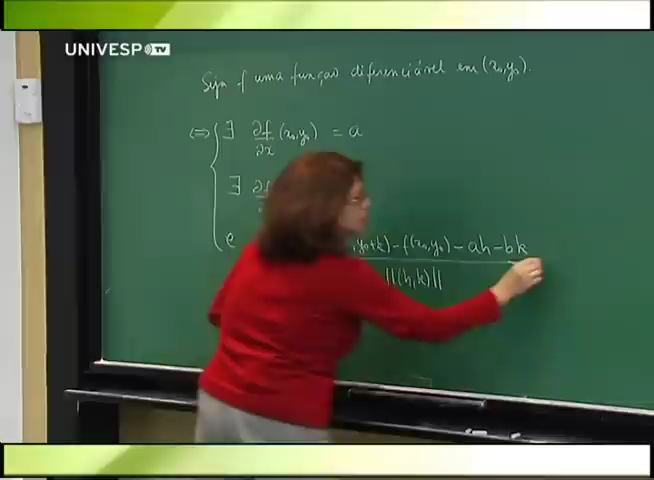 UNIVESP TV
Seja f uma função diferenciável em (x₀,y₀).
⇔ { ∃ ∂f/∂x (x₀,y₀) = a
∃ ∂f
e , y₀+k) - f(x₀,y₀) - ah - bk
||(h,k)||